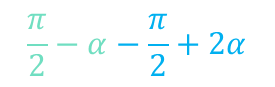 π/2 − α − π/2 + 2α